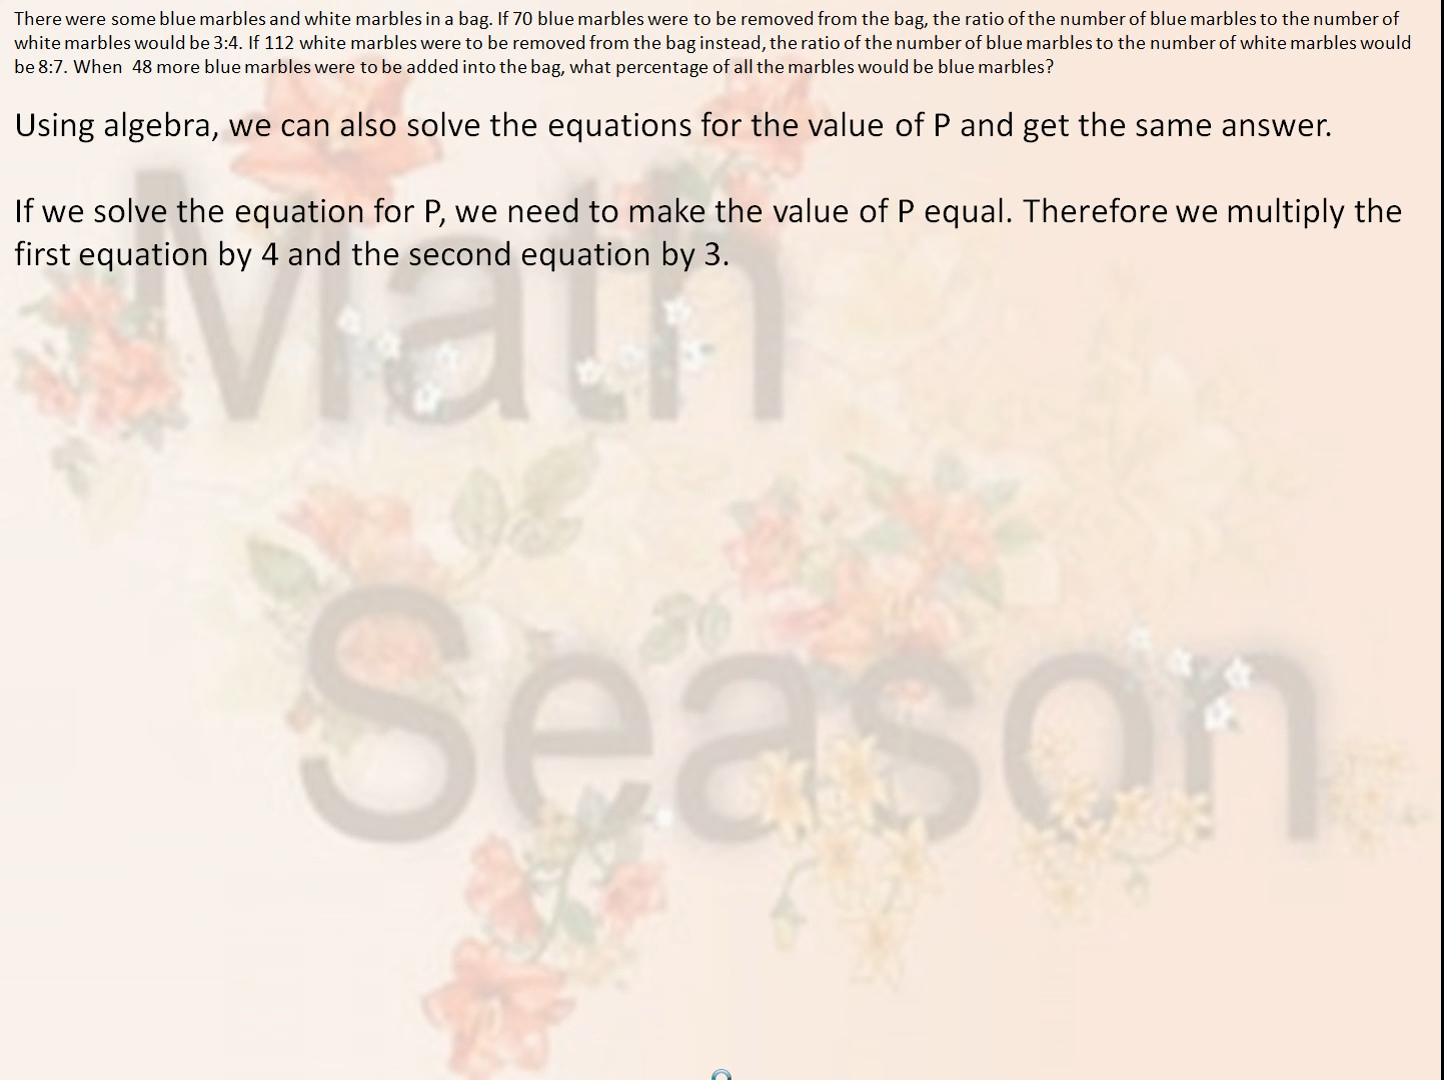 There were some blue marbles and white marbles in a bag. If 70 blue marbles were to be removed from the bag, the ratio of the number of blue marbles to the number of
white marbles would be 3:4. If 112 white marbles were to be removed from the bag instead, the ratio of the number of blue marbles to the number of white marbles would
be 8:7. When  48 more blue marbles were to be added into the bag, what percentage of all the marbles would be blue marbles?
Using algebra, we can also solve the equations for the value of P and get the same answer.
If we solve the equation for P, we need to make the value of P equal. Therefore we multiply the
first equation by 4 and the second equation by 3.
Math
Season